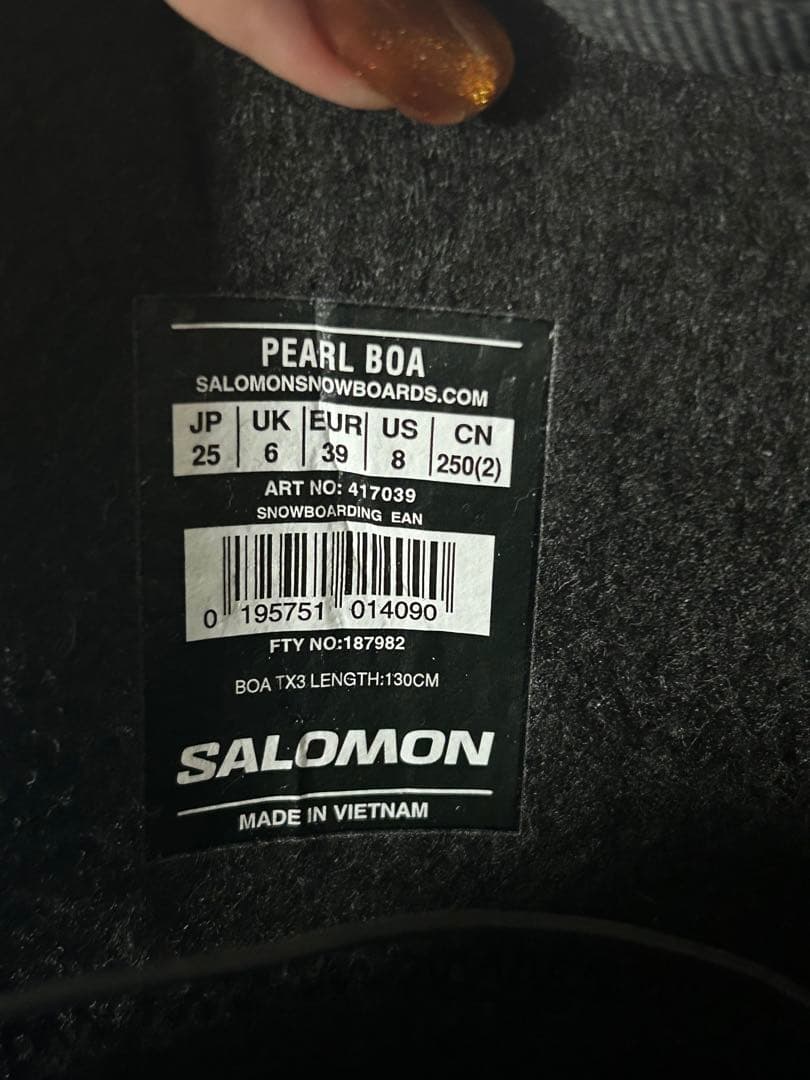 PEARL BOA
SALOMONSNOWBOARDS.COM
JP UK EUR US CN
25 6 39 8 250(2)
ART NO: 417039
SNOWBOARDING EAN
0 195751 014090
FTY NO:187982
BOA TX3 LENGTH:130CM
SALOMON
MADE IN VIETNAM